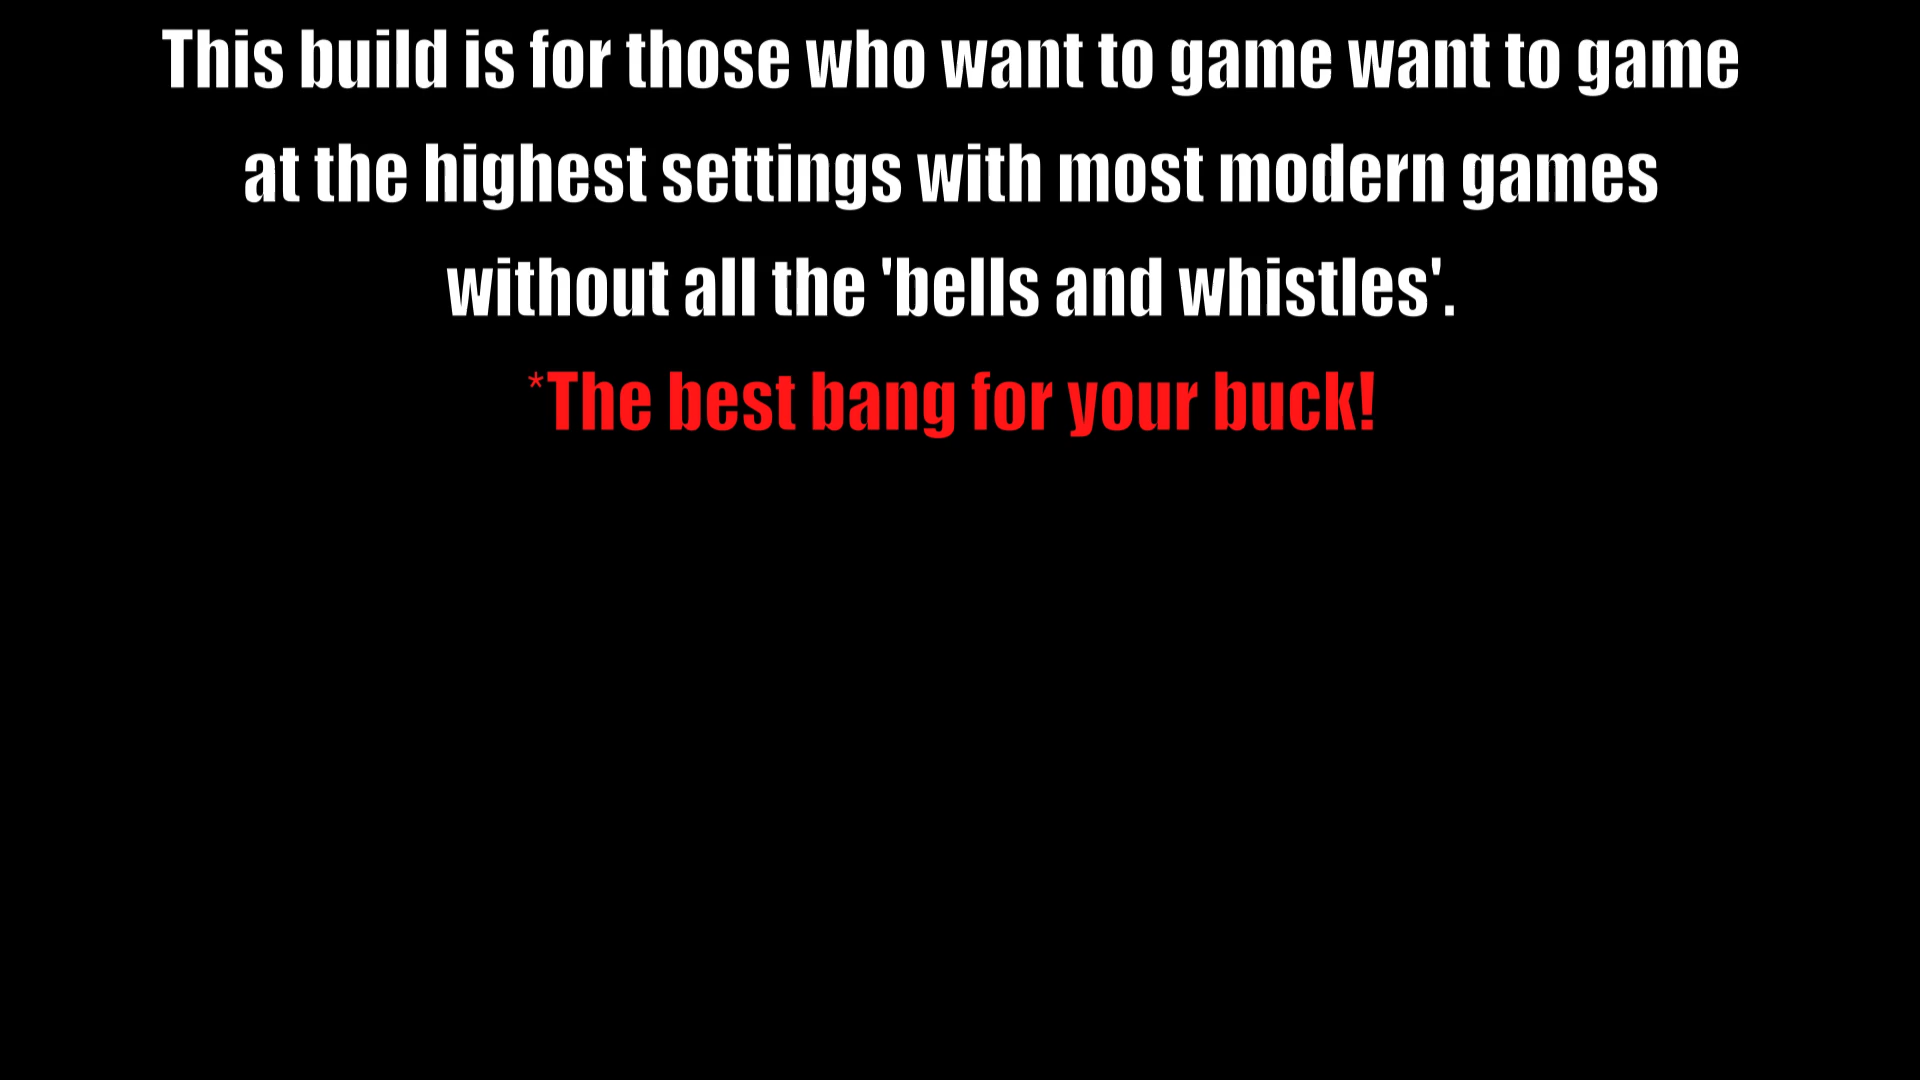 This build is for those who want to game want to game
at the highest settings with most modern games
without all the 'bells and whistles'.
*The best bang for your buck!